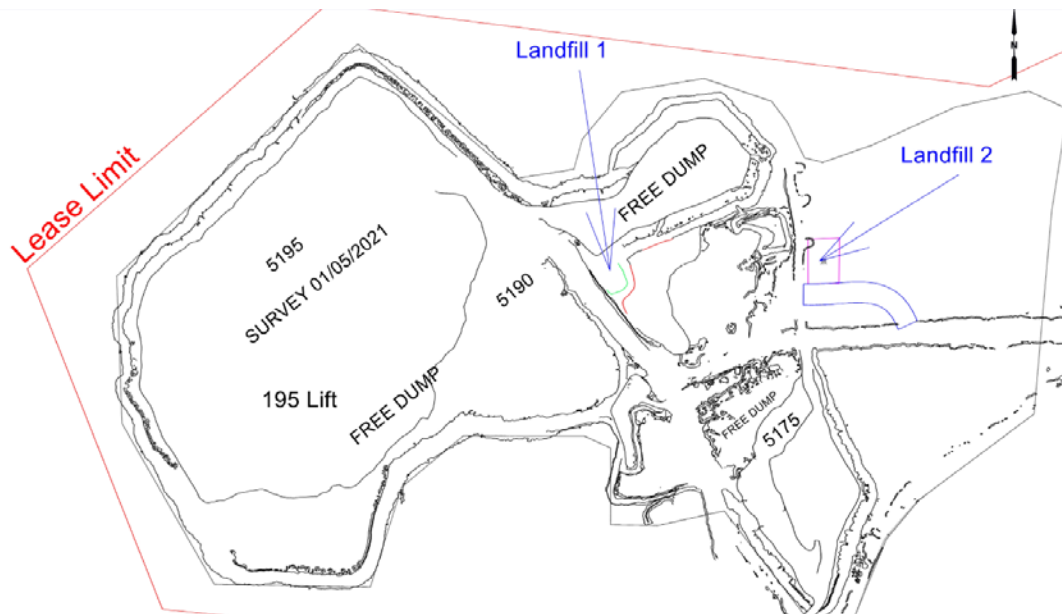 Landfill 1
N
Lease Limit
FREE DUMP
Landfill 2
5195
SURVEY 01/05/2021
5190
195 Lift
FREE DUMP
FREE DUMP
5175